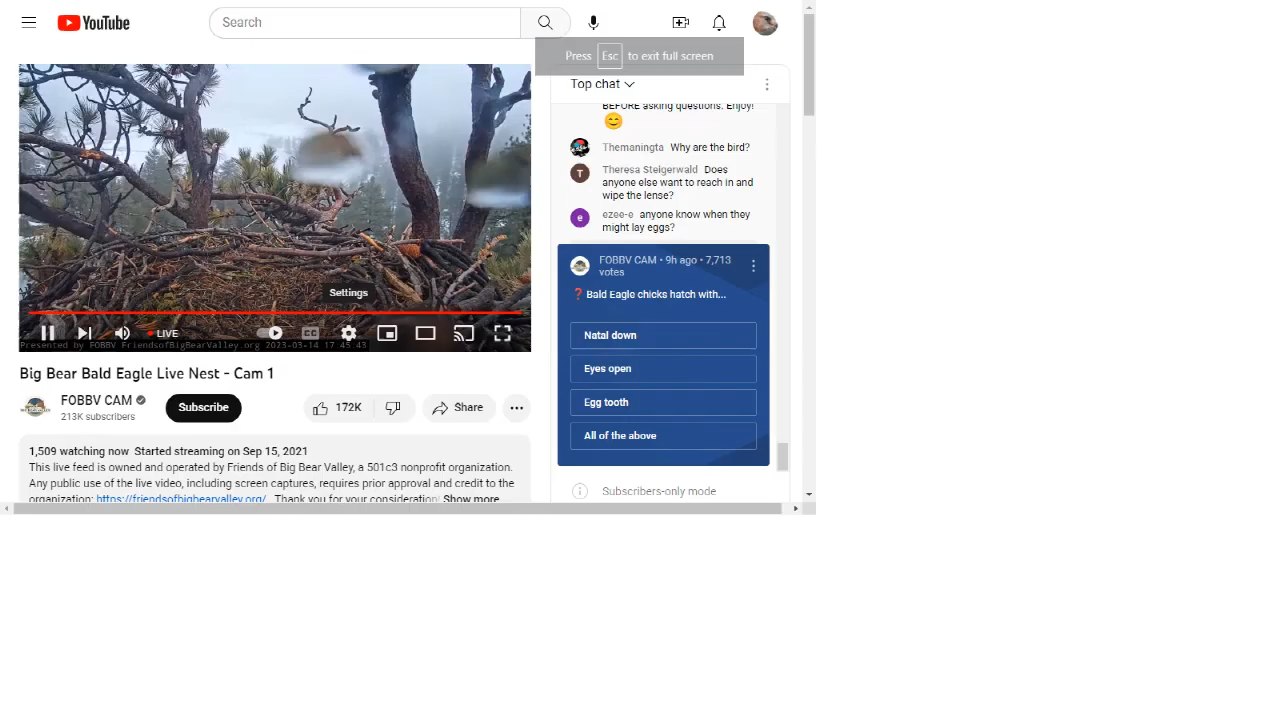 YouTube
Search
Press Esc to exit full screen
Top chat
BEFORE asking questions. Enjoy!
Themaningta Why are the bird?
T
Theresa Steigerwald Does
anyone else want to reach in and
wipe the lense?
e
ezee-e anyone know when they
might lay eggs?
FOBBV CAM • 9h ago • 7,713
votes
Bald Eagle chicks hatch with...
Natal down
Eyes open
Egg tooth
All of the above
Subscribers-only mode
Settings
LIVE
CC
Presented by FOBBV FriendsofBigBearValley.org 2023-03-14 17 45 43
Big Bear Bald Eagle Live Nest - Cam 1
FOBBV CAM
213K subscribers
Subscribe
172K
Share
1,509 watching now Started streaming on Sep 15, 2021
This live feed is owned and operated by Friends of Big Bear Valley, a 501c3 nonprofit organization.
Any public use of the live video, including screen captures, requires prior approval and credit to the
organization: https://friendsofbigbearvalley.org/ . Thank you for your consideration! Show more